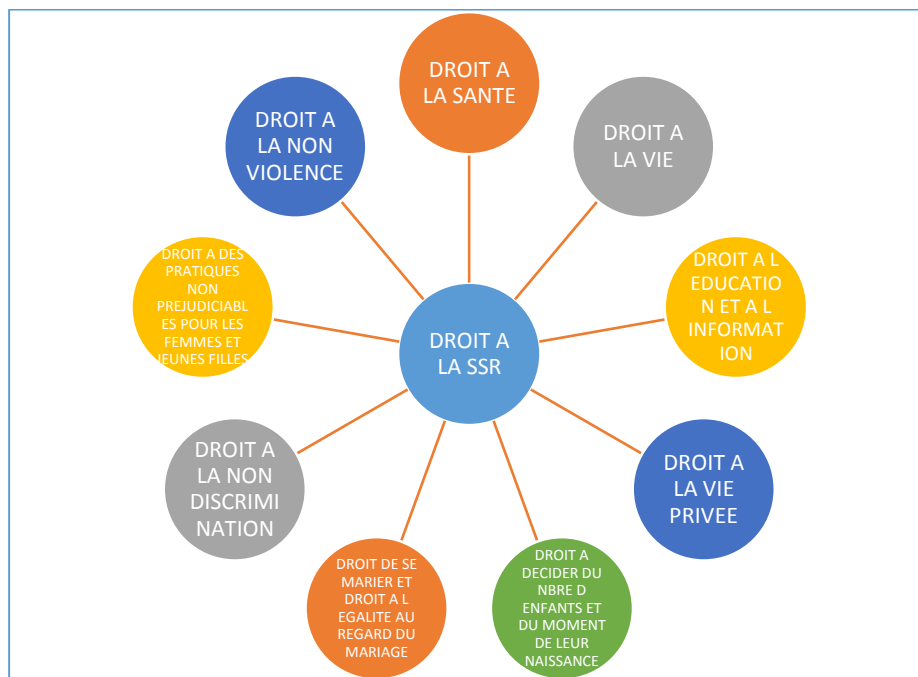 DROIT A
LA SANTE
DROIT A
LA VIE
DROIT A L
EDUCATIO
N ET A L
INFORMAT
ION
DROIT A
LA VIE
PRIVEE
DROIT A
DECIDER DU
NBRE D
ENFANTS ET
DU MOMENT
DE LEUR
NAISSANCE
DROIT DE SE
MARIER ET
DROIT A L
EGALITE AU
REGARD DU
MARIAGE
DROIT A
LA NON
DISCRIMI
NATION
DROIT A DES
PRATIQUES
NON
PREJUDICIABL
ES POUR LES
FEMMES ET
JEUNES FILLES
DROIT A
LA NON
VIOLENCE
DROIT A
LA SSR